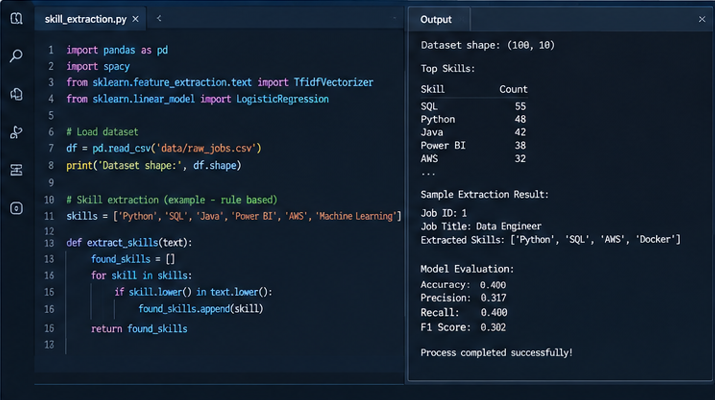 skill_extraction.py ×
1 import pandas as pd
2 import spacy
3 from sklearn.feature_extraction.text import TfidfVectorizer
4 from sklearn.linear_model import LogisticRegression
5
6 # Load dataset
7 df = pd.read_csv('data/raw_jobs.csv')
8 print('Dataset shape:', df.shape)
9
10 # Skill extraction (example - rule based)
11 skills = ['Python', 'SQL', 'Java', 'Power BI', 'AWS', 'Machine Learning']
12
13 def extract_skills(text):
13 found_skills = []
14 for skill in skills:
15 if skill.lower() in text.lower():
16 found_skills.append(skill)
16 return found_skills
13
Output ×
Dataset shape: (100, 10)
Top Skills:
Skill Count
SQL 55
Python 48
Java 42
Power BI 38
AWS 32
...
Sample Extraction Result:
Job ID: 1
Job Title: Data Engineer
Extracted Skills: ['Python', 'SQL', 'AWS', 'Docker']
Model Evaluation:
Accuracy: 0.400
Precision: 0.317
Recall: 0.400
F1 Score: 0.302
Process completed successfully!